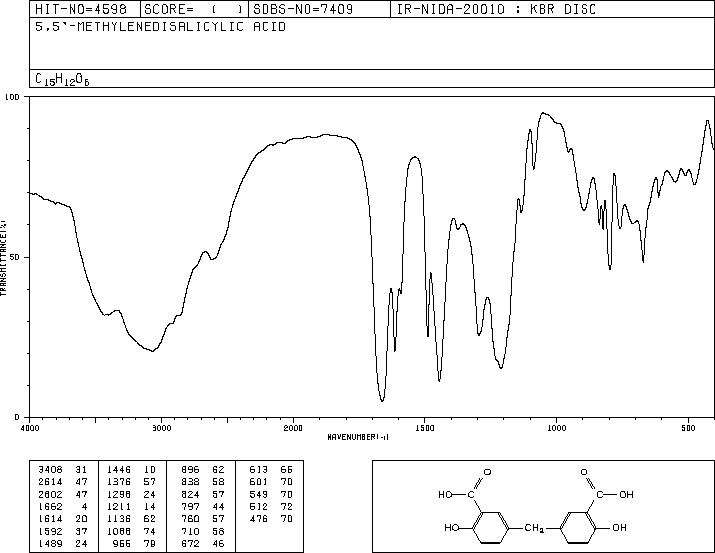 HIT-NO=4598 SCORE= ( ) SDBS-NO=7409 IR-NIDA-20010 : KBR DISC
5,5'-METHYLENEDISALICYLIC ACID
C15H12O6
100
50
0
TRANSMITTANCE(%)
4000 3000 2000 1500 1000 500
WAVENUMBER(-1)
3408 31 1446 10 896 62 613 66
2614 47 1376 57 838 58 601 70
2602 47 1298 24 824 57 549 70
1662 4 1211 14 797 44 512 72
1614 20 1136 62 760 57 476 70
1592 37 1088 74 710 58
1489 24 966 79 672 46
O O
HO OH
HO CH2 OH